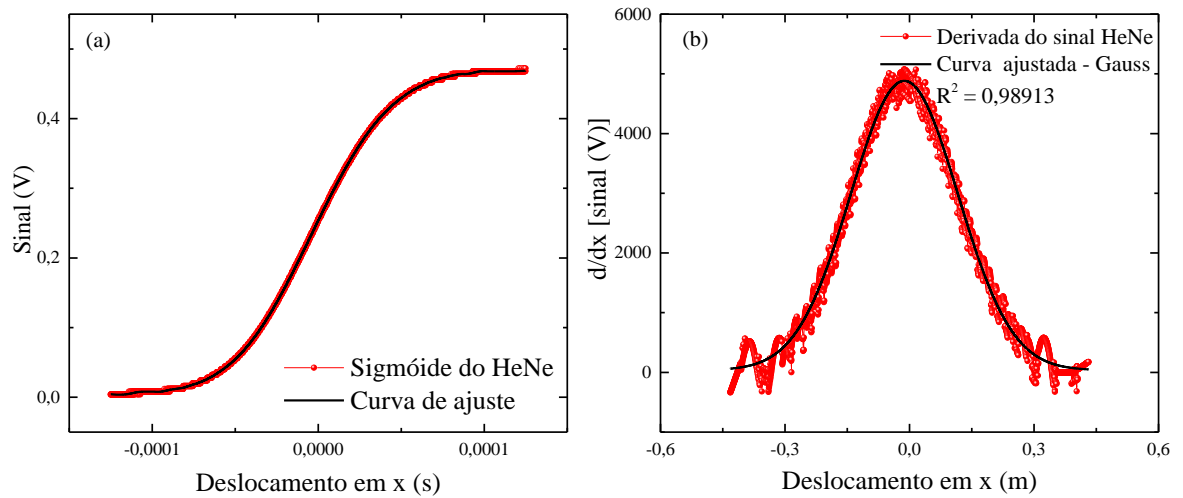 (a)
Sinal (V)
0,4
0,2
0,0
-0,0001
0,0000
0,0001
Deslocamento em x (s)
Sigmóide do HeNe
Curva de ajuste
(b)
Derivada do sinal HeNe
Curva ajustada - Gauss
R² = 0,98913
d/dx [sinal (V)]
6000
4000
2000
0
-0,6
-0,3
0,0
0,3
0,6
Deslocamento em x (m)